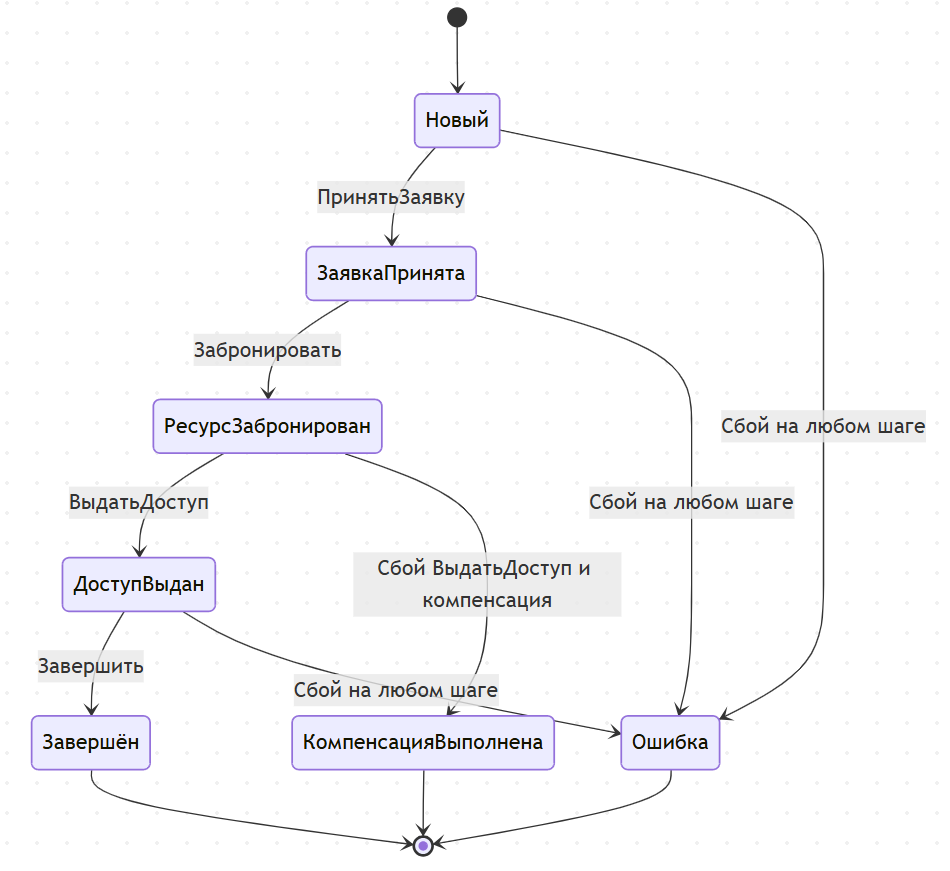 Новый
ПринятьЗаявку
ЗаявкаПринята
Забронировать
РесурсЗабронирован
Сбой на любом шаге
ВыдатьДоступ
Сбой на любом шаге
Сбой ВыдатьДоступ и
компенсация
ДоступВыдан
Завершить
Сбой на любом шаге
Завершён
КомпенсацияВыполнена
Ошибка